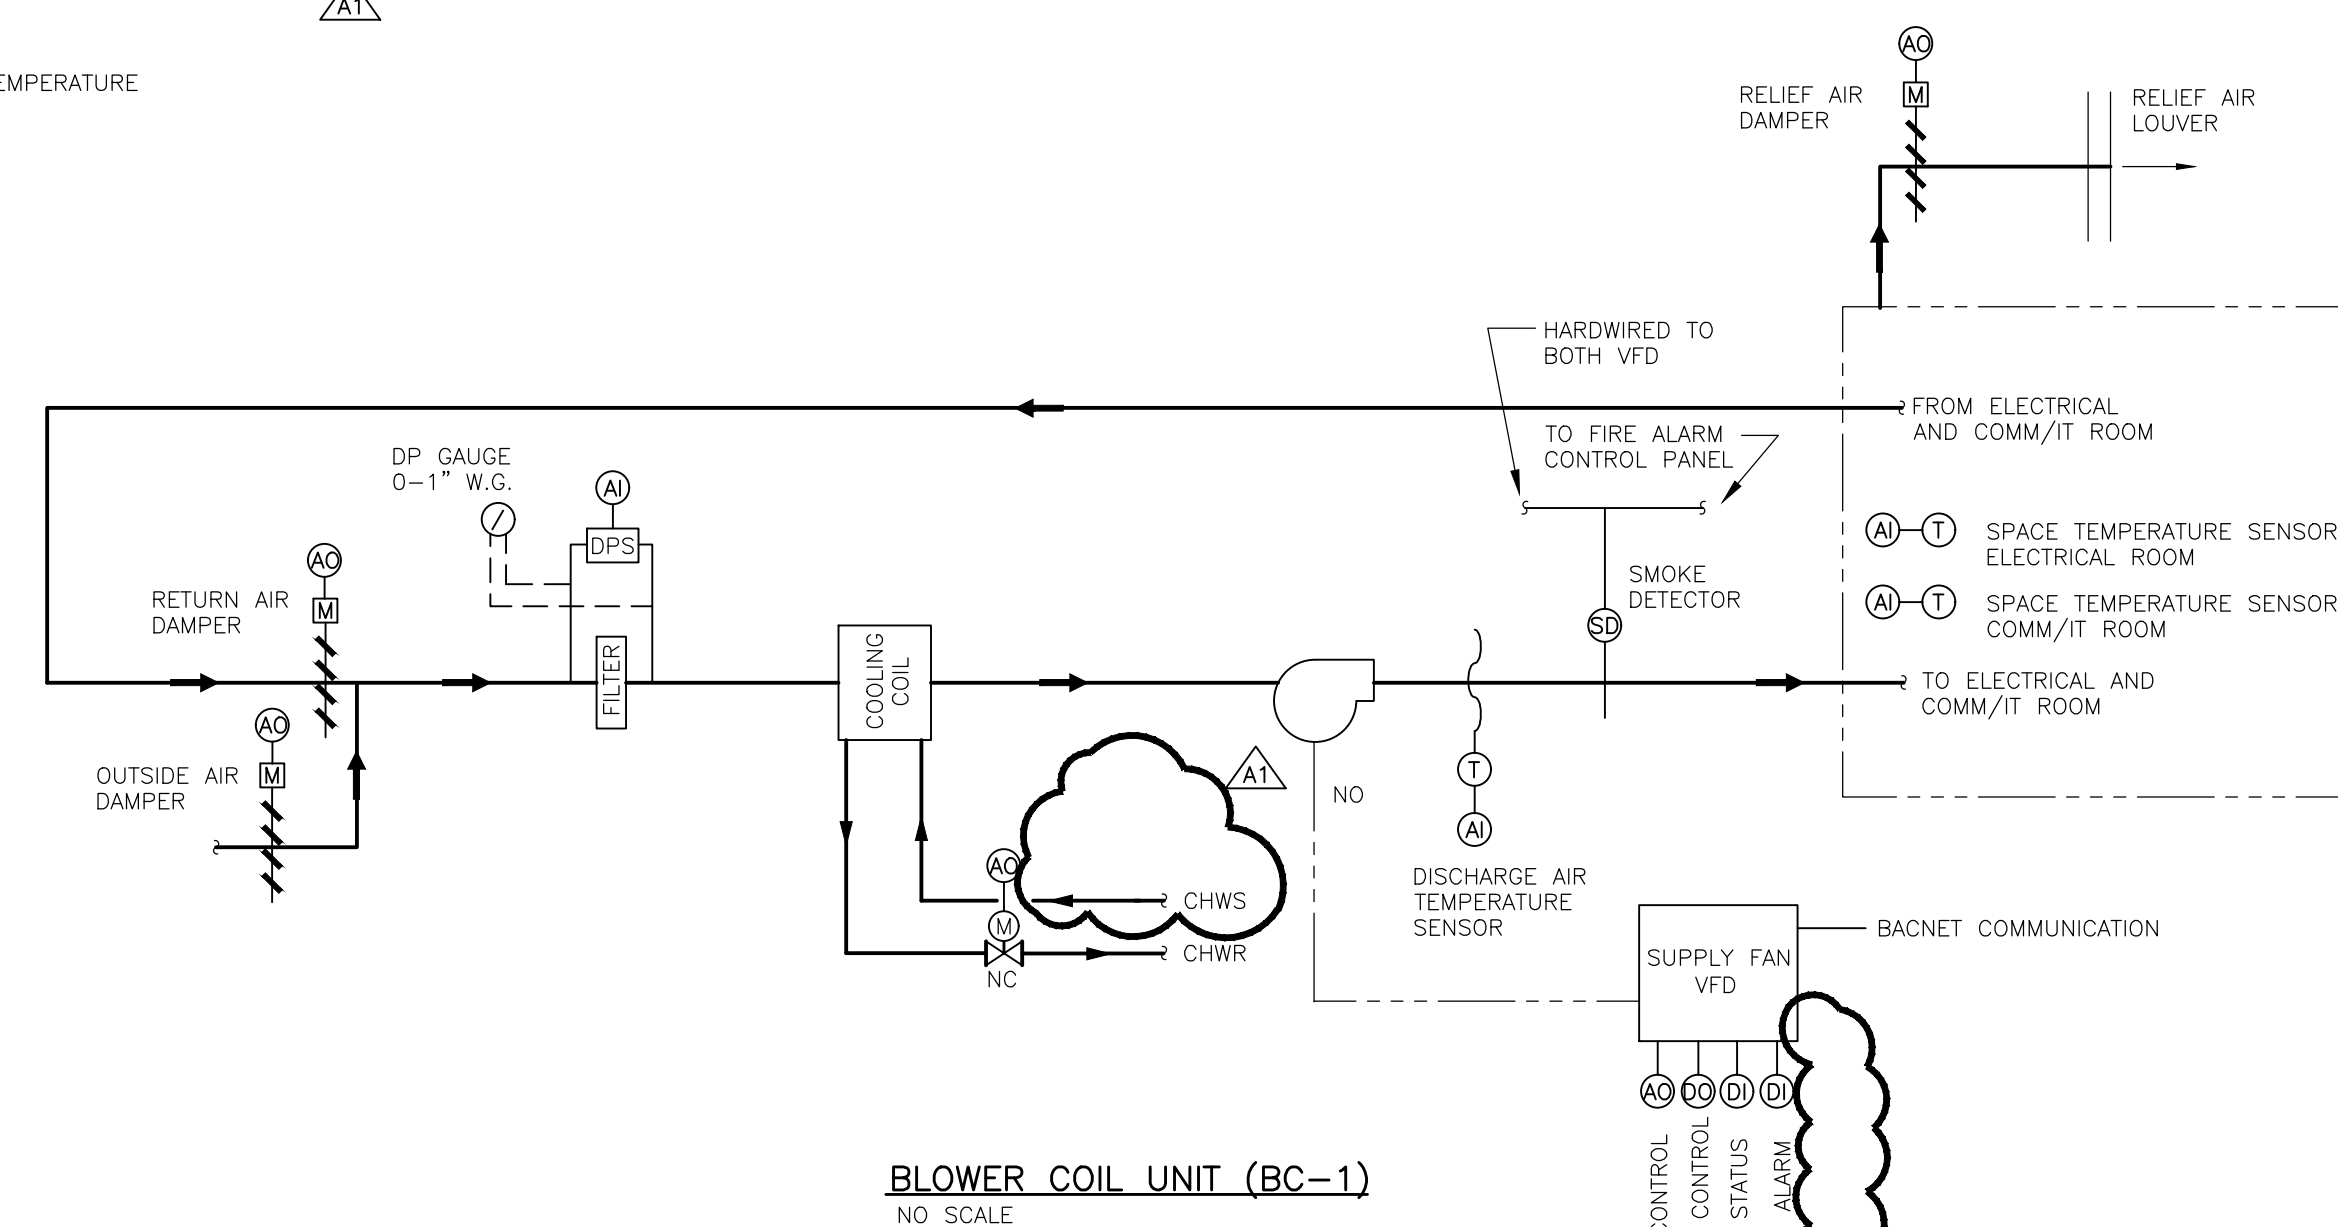 A1
AO
EMPERATURE
RELIEF AIR
DAMPER
M
RELIEF AIR
LOUVER
HARDWIRED TO
BOTH VFD
FROM ELECTRICAL
AND COMM/IT ROOM
TO FIRE ALARM
CONTROL PANEL
DP GAUGE
0-1" W.G.
AI
DPS
AI
T
SPACE TEMPERATURE SENSOR
ELECTRICAL ROOM
AO
RETURN AIR
DAMPER
M
SMOKE
DETECTOR
SD
AI
T
SPACE TEMPERATURE SENSOR
COMM/IT ROOM
FILTER
COOLING
COIL
TO ELECTRICAL AND
COMM/IT ROOM
AO
OUTSIDE AIR
DAMPER
M
A1
NO
T
AI
AO
M
CHWS
CHWR
NC
DISCHARGE AIR
TEMPERATURE
SENSOR
SUPPLY FAN
VFD
BACNET COMMUNICATION
AO
DO
DI
DI
CONTROL
CONTROL
STATUS
ALARM
BLOWER COIL UNIT (BC-1)
NO SCALE